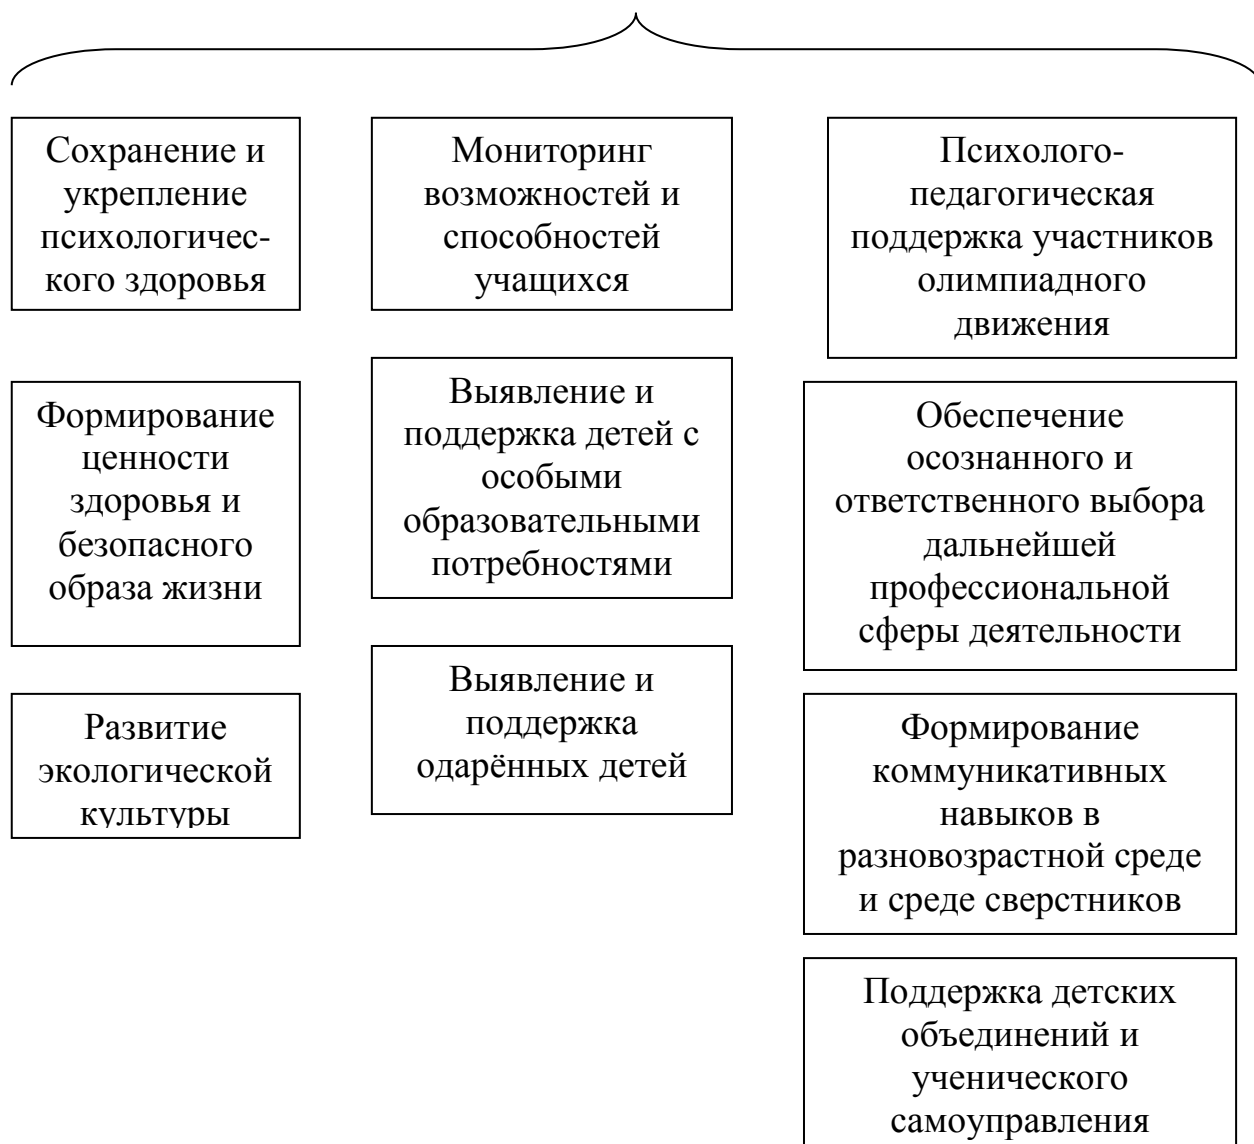 Сохранение и
укрепление
психологичес-
кого здоровья
Мониторинг
возможностей и
способностей
учащихся
Психолого-
педагогическая
поддержка участников
олимпиадного
движения
Формирование
ценности
здоровья и
безопасного
образа жизни
Выявление и
поддержка детей с
особыми
образовательными
потребностями
Обеспечение
осознанного и
ответственного выбора
дальнейшей
профессиональной
сферы деятельности
Развитие
экологической
культуры
Выявление и
поддержка
одарённых детей
Формирование
коммуникативных
навыков в
разновозрастной среде
и среде сверстников
Поддержка детских
объединений и
ученического
самоуправления